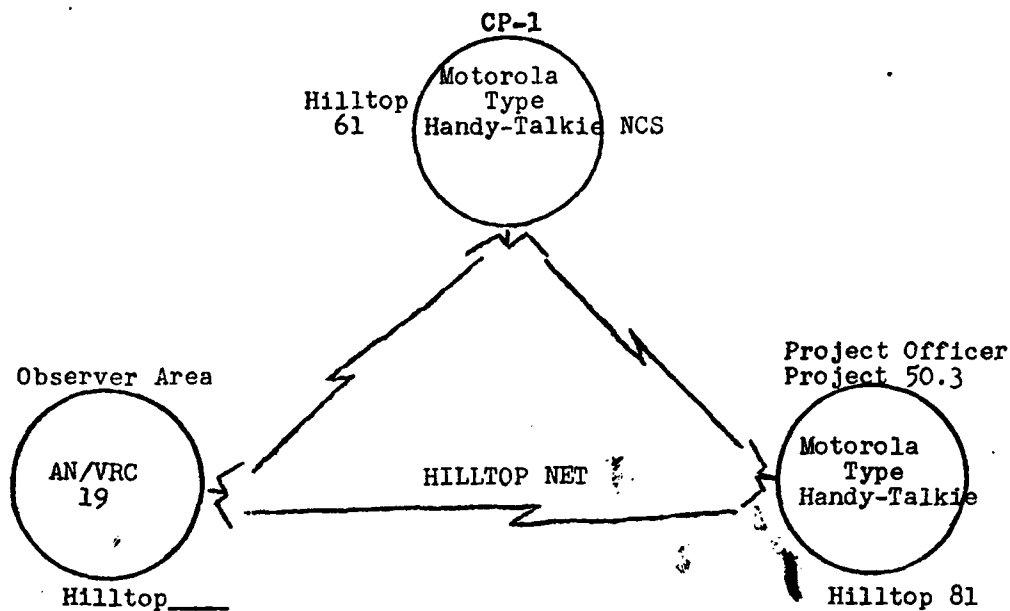 CP-1
Hilltop
61
Motorola
Type
Handy-Talkie NCS
Observer Area
AN/VRC
19
Hilltop____
HILLTOP NET
Project Officer
Project 50.3
Motorola
Type
Handy-Talkie
Hilltop 81